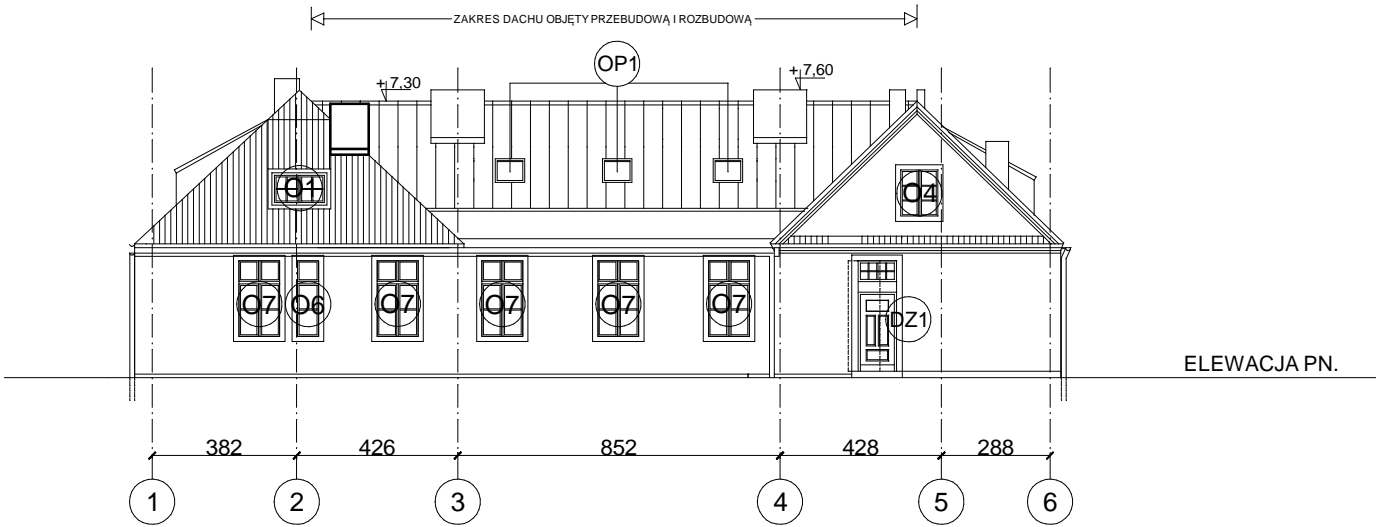 ZAKRES DACHU OBJĘTY PRZEBUDOWĄ I ROZBUDOWĄ
OP1
+ 7,30
+ 7,60
O1
O4
O7
O6
O7
O7
O7
O7
DZ1
ELEWACJA PN.
382
426
852
428
288
1
2
3
4
5
6